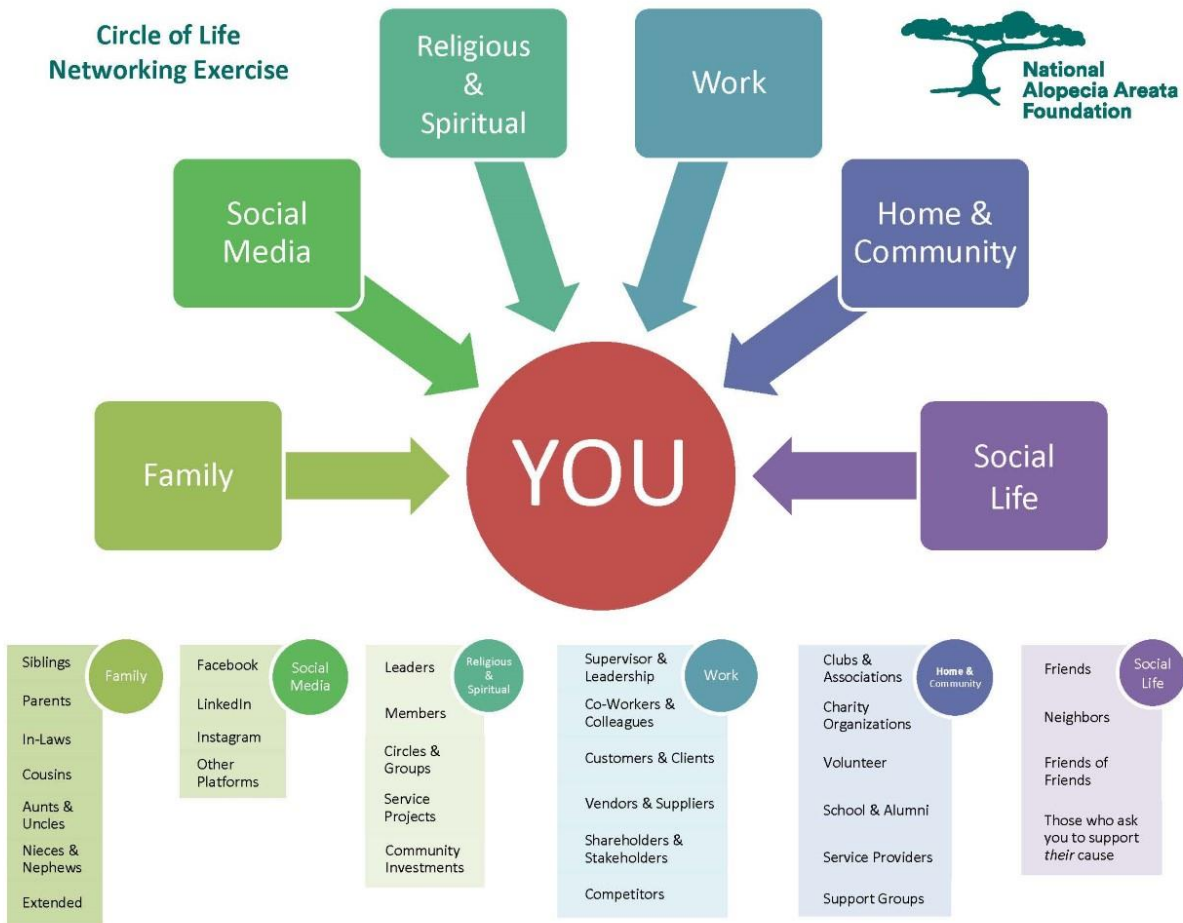 Circle of Life
Networking Exercise
Religious
&
Spiritual
Work
National
Alopecia Areata
Foundation
Social
Media
Home &
Community
Family
YOU
Social
Life
Siblings
Parents
In-Laws
Cousins
Aunts &
Uncles
Nieces &
Nephews
Extended
Family
Facebook
LinkedIn
Instagram
Other
Platforms
Social
Media
Leaders
Members
Circles &
Groups
Service
Projects
Community
Investments
Religious
&
Spiritual
Supervisor &
Leadership
Co-Workers &
Colleagues
Customers & Clients
Vendors & Suppliers
Shareholders &
Stakeholders
Competitors
Work
Clubs &
Associations
Charity
Organizations
Volunteer
School & Alumni
Service Providers
Support Groups
Home &
Community
Friends
Neighbors
Friends of
Friends
Those who ask
you to support
their cause
Social
Life